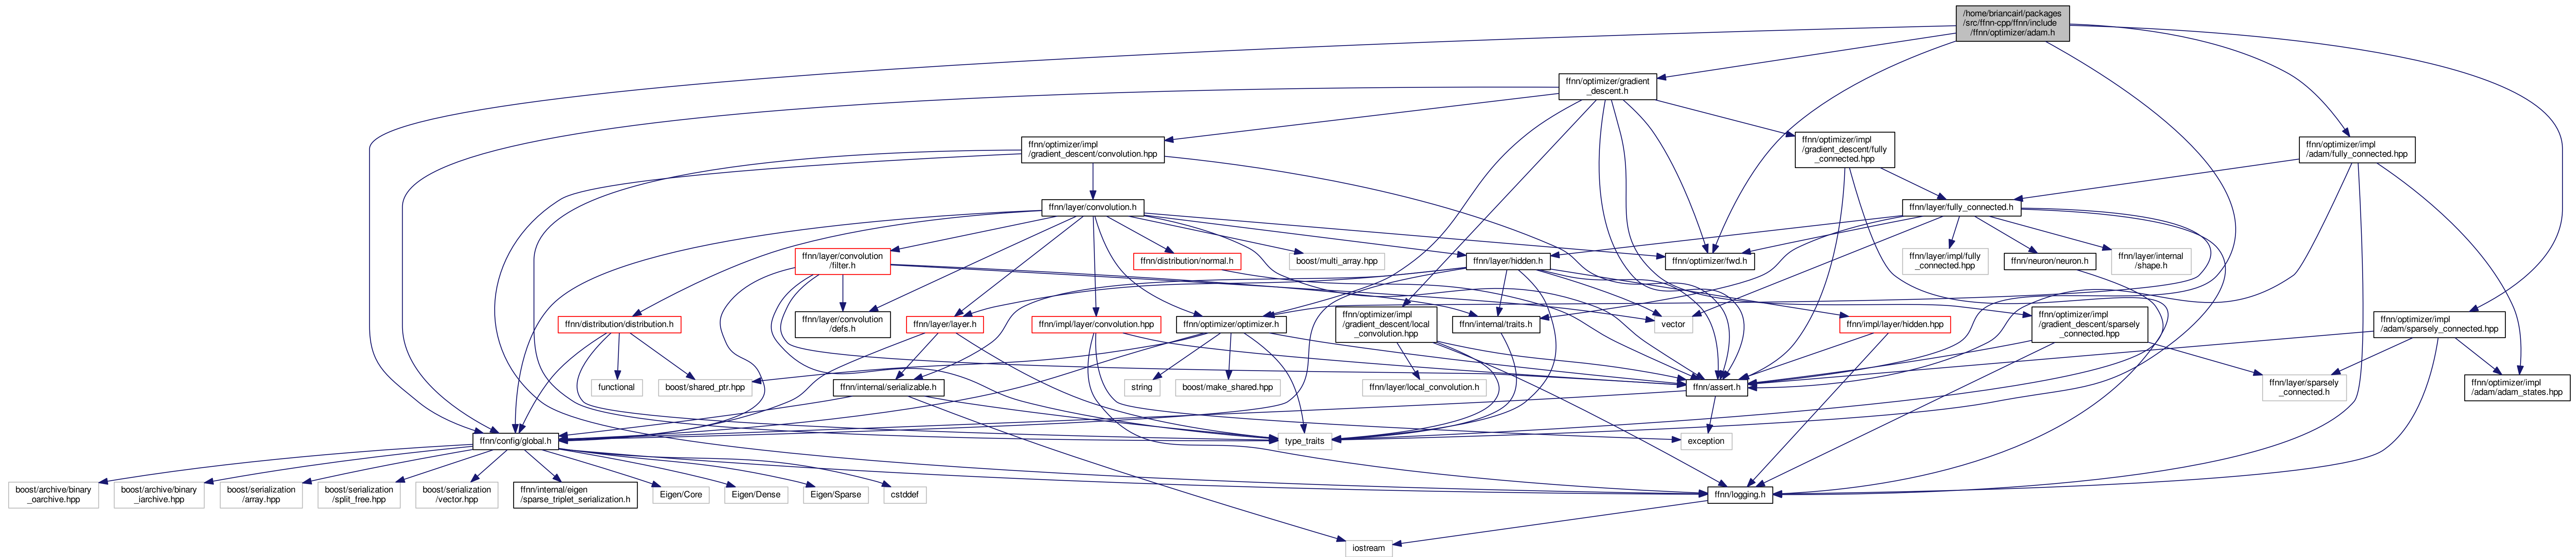 /home/briancairl/packages
/src/ffnn-cpp/ffnn/include
/ffnn/optimizer/adam.h
ffnn/optimizer/gradient
_descent.h
ffnn/optimizer/impl
/gradient_descent/convolution.hpp
ffnn/optimizer/impl
/gradient_descent/fully
_connected.hpp
ffnn/optimizer/impl
/adam/fully_connected.hpp
ffnn/layer/convolution.h
ffnn/layer/fully_connected.h
ffnn/layer/convolution
/filter.h
ffnn/distribution/normal.h
boost/multi_array.hpp
ffnn/layer/hidden.h
ffnn/optimizer/fwd.h
ffnn/layer/impl/fully
_connected.hpp
ffnn/neuron/neuron.h
ffnn/layer/internal
/shape.h
ffnn/distribution/distribution.h
ffnn/layer/convolution
/defs.h
ffnn/layer/layer.h
ffnn/impl/layer/convolution.hpp
ffnn/optimizer/optimizer.h
ffnn/optimizer/impl
/gradient_descent/local
_convolution.hpp
ffnn/internal/traits.h
vector
ffnn/impl/layer/hidden.hpp
ffnn/optimizer/impl
/gradient_descent/sparsely
_connected.hpp
ffnn/optimizer/impl
/adam/sparsely_connected.hpp
functional
boost/shared_ptr.hpp
ffnn/internal/serializable.h
string
boost/make_shared.hpp
ffnn/layer/local_convolution.h
ffnn/assert.h
ffnn/layer/sparsely
_connected.h
ffnn/optimizer/impl
/adam/adam_states.hpp
ffnn/config/global.h
type_traits
exception
boost/archive/binary
_oarchive.hpp
boost/archive/binary
_iarchive.hpp
boost/serialization
/array.hpp
boost/serialization
/split_free.hpp
boost/serialization
/vector.hpp
ffnn/internal/eigen
/sparse_triplet_serialization.h
Eigen/Core
Eigen/Dense
Eigen/Sparse
cstddef
ffnn/logging.h
iostream